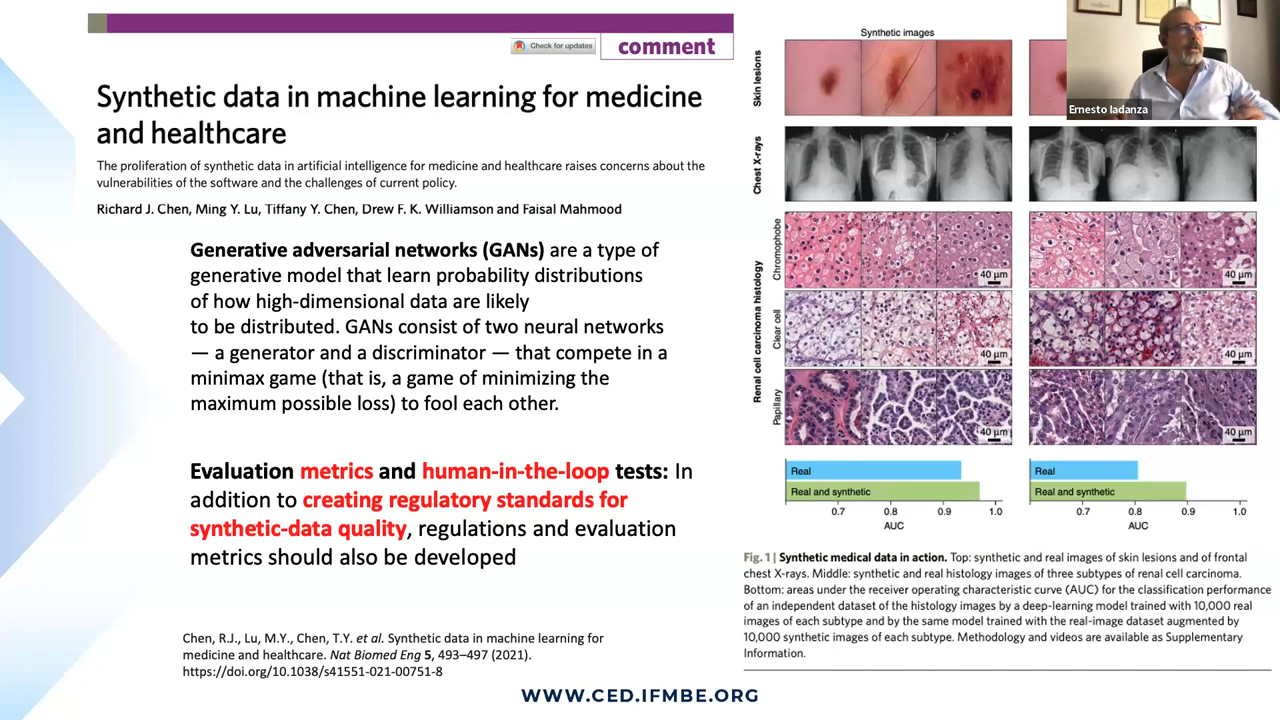 Check for updates
comment
Synthetic data in machine learning for medicine
and healthcare
The proliferation of synthetic data in artificial intelligence for medicine and healthcare raises concerns about the
vulnerabilities of the software and the challenges of current policy.
Richard J. Chen, Ming Y. Lu, Tiffany Y. Chen, Drew F. K. Williamson and Faisal Mahmood
Generative adversarial networks (GANs) are a type of
generative model that learn probability distributions
of how high-dimensional data are likely
to be distributed. GANs consist of two neural networks
— a generator and a discriminator — that compete in a
minimax game (that is, a game of minimizing the
maximum possible loss) to fool each other.
Evaluation metrics and human-in-the-loop tests: In
addition to creating regulatory standards for
synthetic-data quality, regulations and evaluation
metrics should also be developed
Chen, R.J., Lu, M.Y., Chen, T.Y. et al. Synthetic data in machine learning for
medicine and healthcare. Nat Biomed Eng 5, 493–497 (2021).
https://doi.org/10.1038/s41551-021-00751-8
Synthetic images
Ernesto Iadanza
Skin lesions
Chest X-rays
Renal cell carcinoma histology
Chromophobe
40 µm
40 µm
Clear cell
40 µm
40 µm
Papillary
40 µm
40 µm
Real
Real and synthetic
0.7 0.8 0.9 1.0
AUC
Real
Real and synthetic
0.7 0.8 0.9 1.0
AUC
Fig. 1 | Synthetic medical data in action. Top: synthetic and real images of skin lesions and of frontal
chest X-rays. Middle: synthetic and real histology images of three subtypes of renal cell carcinoma.
Bottom: areas under the receiver operating characteristic curve (AUC) for the classification performance
of an independent dataset of the histology images by a deep-learning model trained with 10,000 real
images of each subtype and by the same model trained with the real-image dataset augmented by
10,000 synthetic images of each subtype. Methodology and videos are available as Supplementary
Information.
WWW.CED.IFMBE.ORG